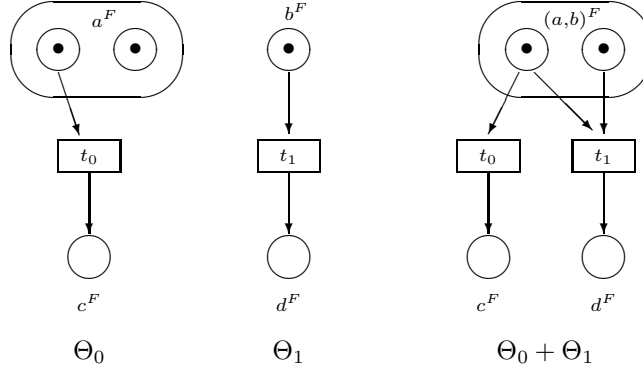 a^F b^F (a,b)^F
t_0 t_1 t_0 t_1
c^F d^F c^F d^F
Θ_0 Θ_1 Θ_0 + Θ_1